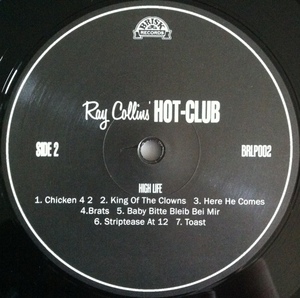 BRISK
RECORDS
Ray Collins' HOT-CLUB
SIDE 2
BRLP002
HIGH LIFE
1. Chicken 4 2 2. King Of The Clowns 3. Here He Comes
4.Brats 5. Baby Bitte Bleib Bei Mir
6. Striptease At 12 7. Toast